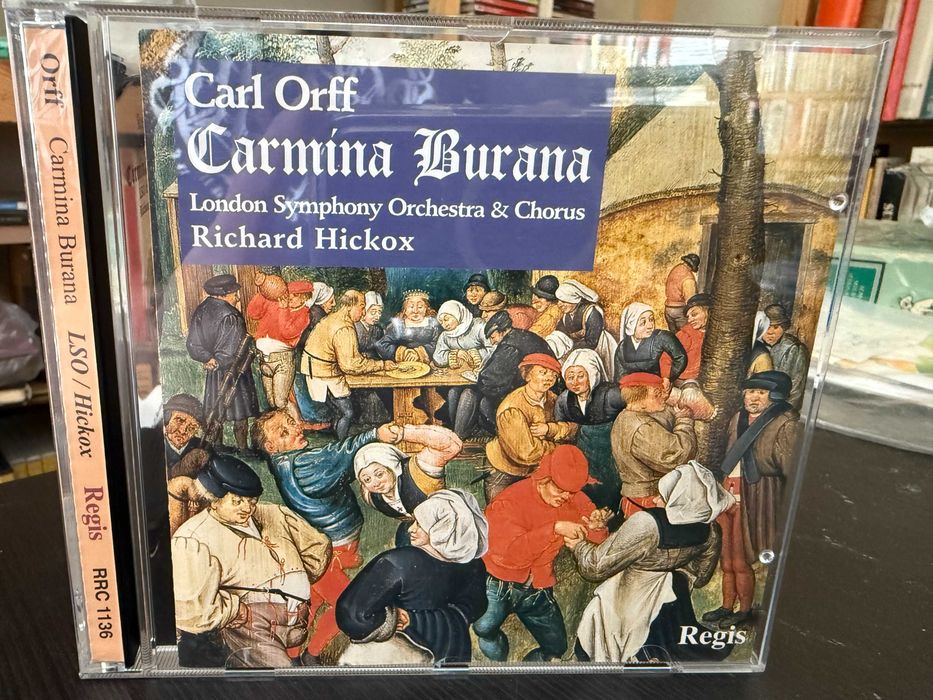 Carl Orff
Carmina Burana
London Symphony Orchestra & Chorus
Richard Hickox
Regis
Orff Carmina Burana LSO / Hickox Regis RRC 1136